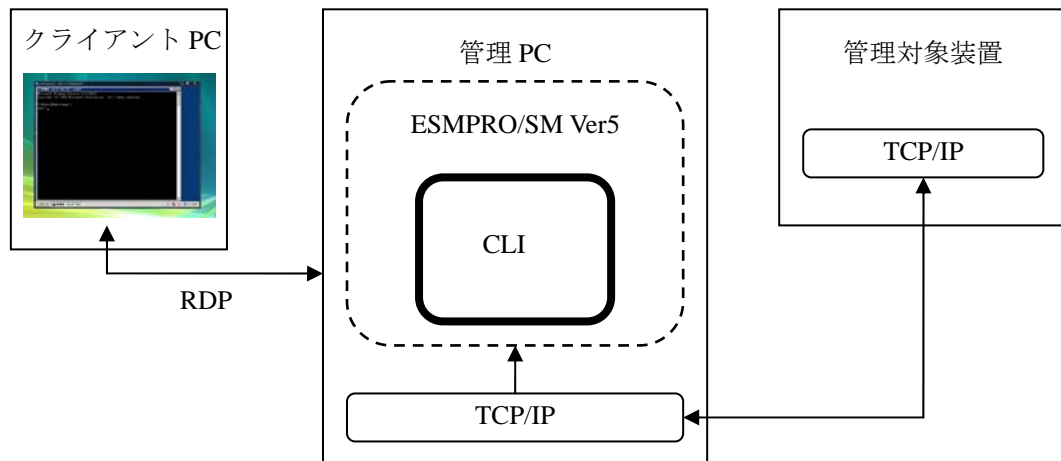 クライアント PC
管理 PC
管理対象装置
ESMPRO/SM Ver5
TCP/IP
CLI
RDP
TCP/IP